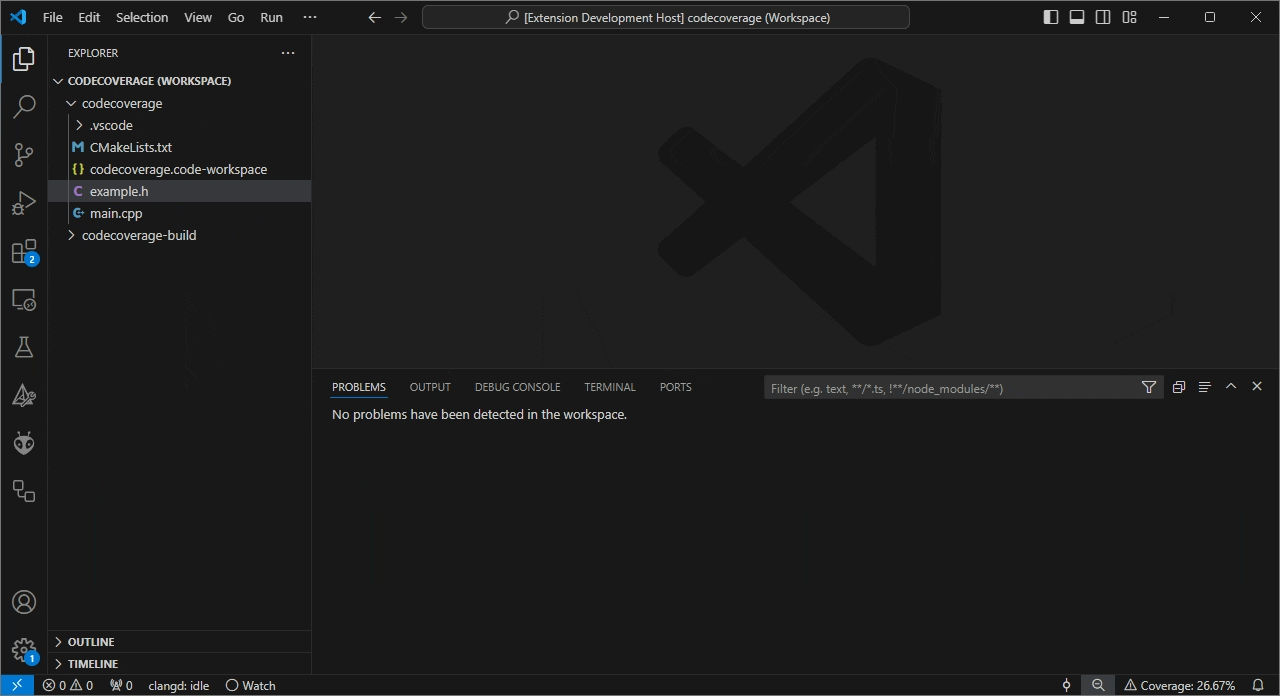 File Edit Selection View Go Run ··· [Extension Development Host] codecoverage (Workspace)
EXPLORER ···
CODECOVERAGE (WORKSPACE)
codecoverage
.vscode
M CMakeLists.txt
{} codecoverage.code-workspace
C example.h
C+ main.cpp
codecoverage-build
2
PROBLEMS OUTPUT DEBUG CONSOLE TERMINAL PORTS Filter (e.g. text, **/*.ts, !**/node_modules/**)
No problems have been detected in the workspace.
OUTLINE
1
TIMELINE
0 0 0 clangd: idle Watch Coverage: 26.67%